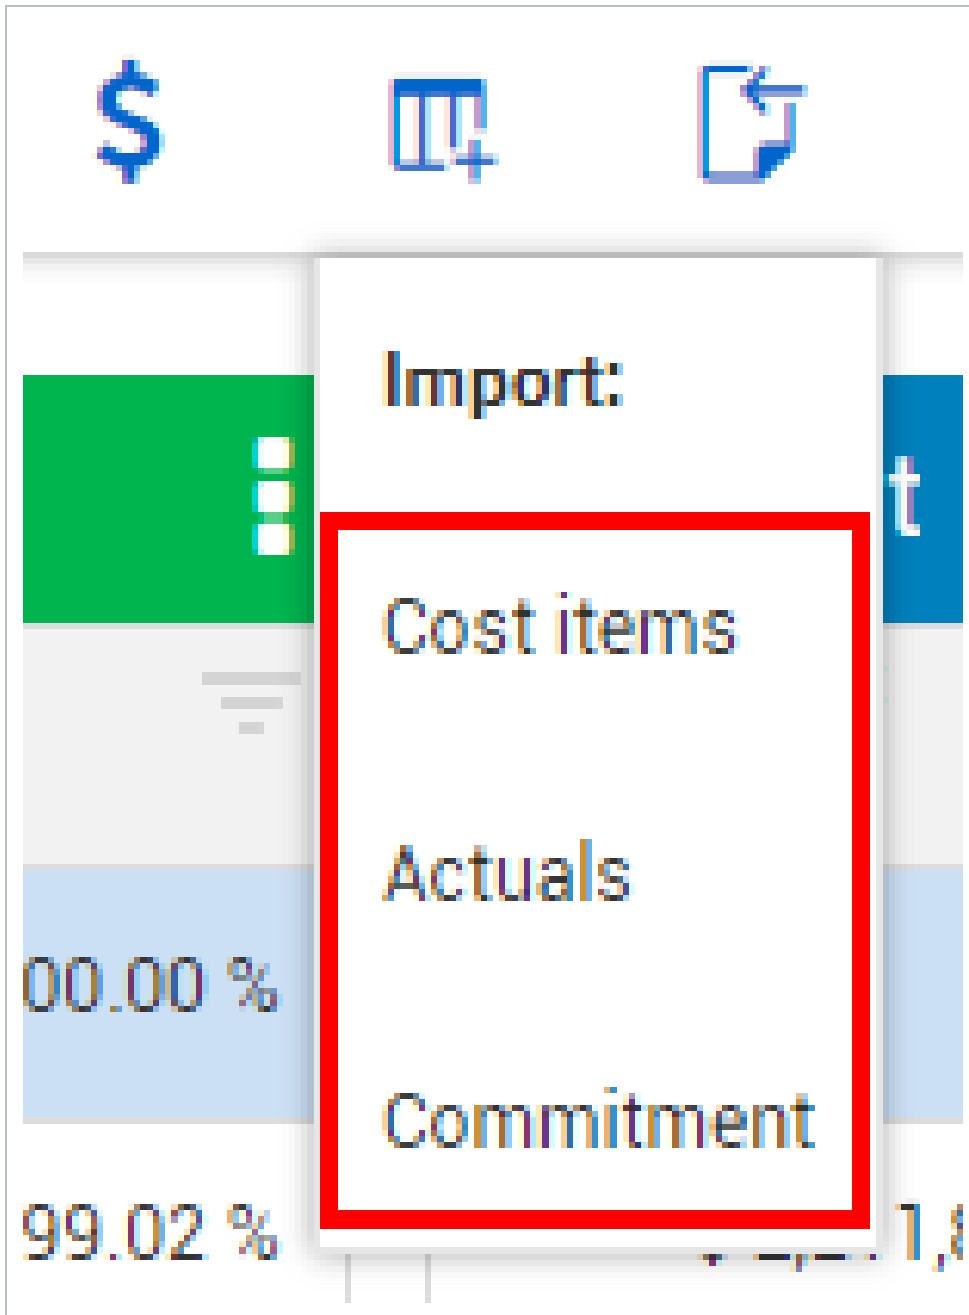 $
Import:
t
Cost items
Actuals
00.00 %
Commitment
99.02 %